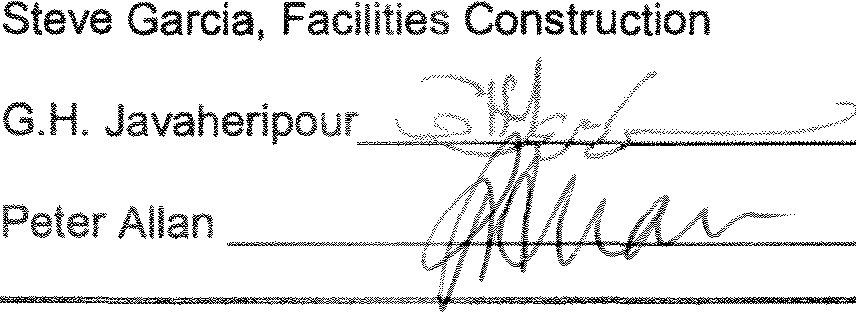 Steve Garcia, Facilities Construction
G.H. Javaheripour
Peter Allan